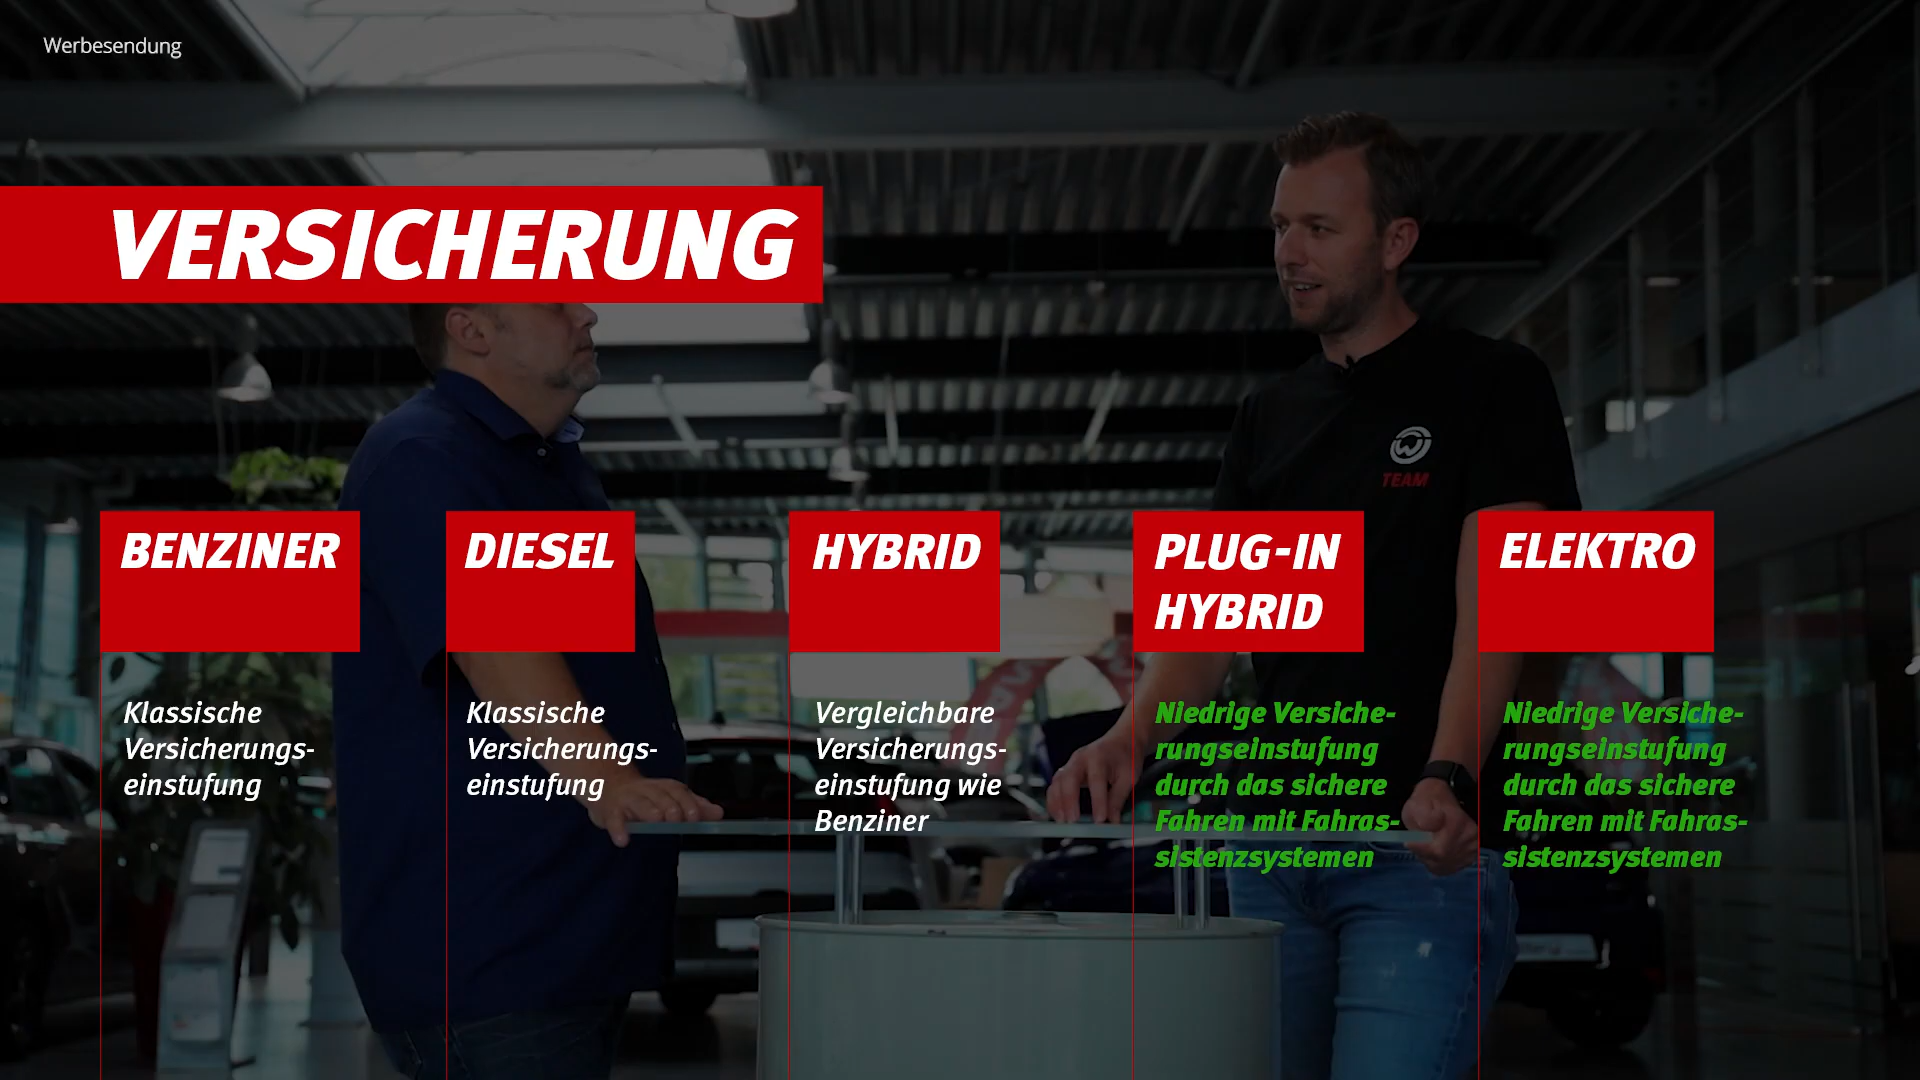 Werbesendung
VERSICHERUNG
BENZINER
Klassische
Versicherungs-
einstufung
DIESEL
Klassische
Versicherungs-
einstufung
HYBRID
Vergleichbare
Versicherungs-
einstufung wie
Benziner
PLUG-IN
HYBRID
Niedrige Versiche-
rungseinstufung
durch das sichere
Fahren mit Fahras-
sistenzsystemen
ELEKTRO
Niedrige Versiche-
rungseinstufung
durch das sichere
Fahren mit Fahras-
sistenzsystemen
TEAM